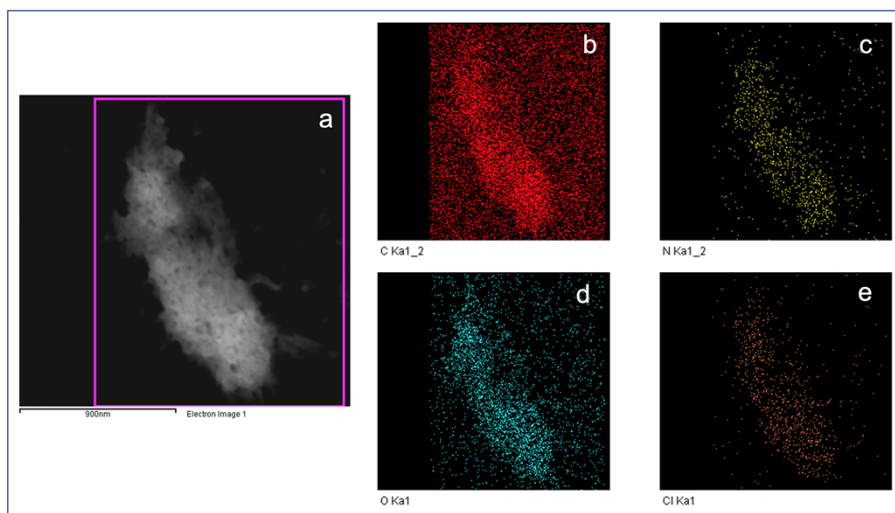 a
b
c
C Ka1_2
N Ka1_2
d
e
900nm
Electron Image 1
O Ka1
Cl Ka1